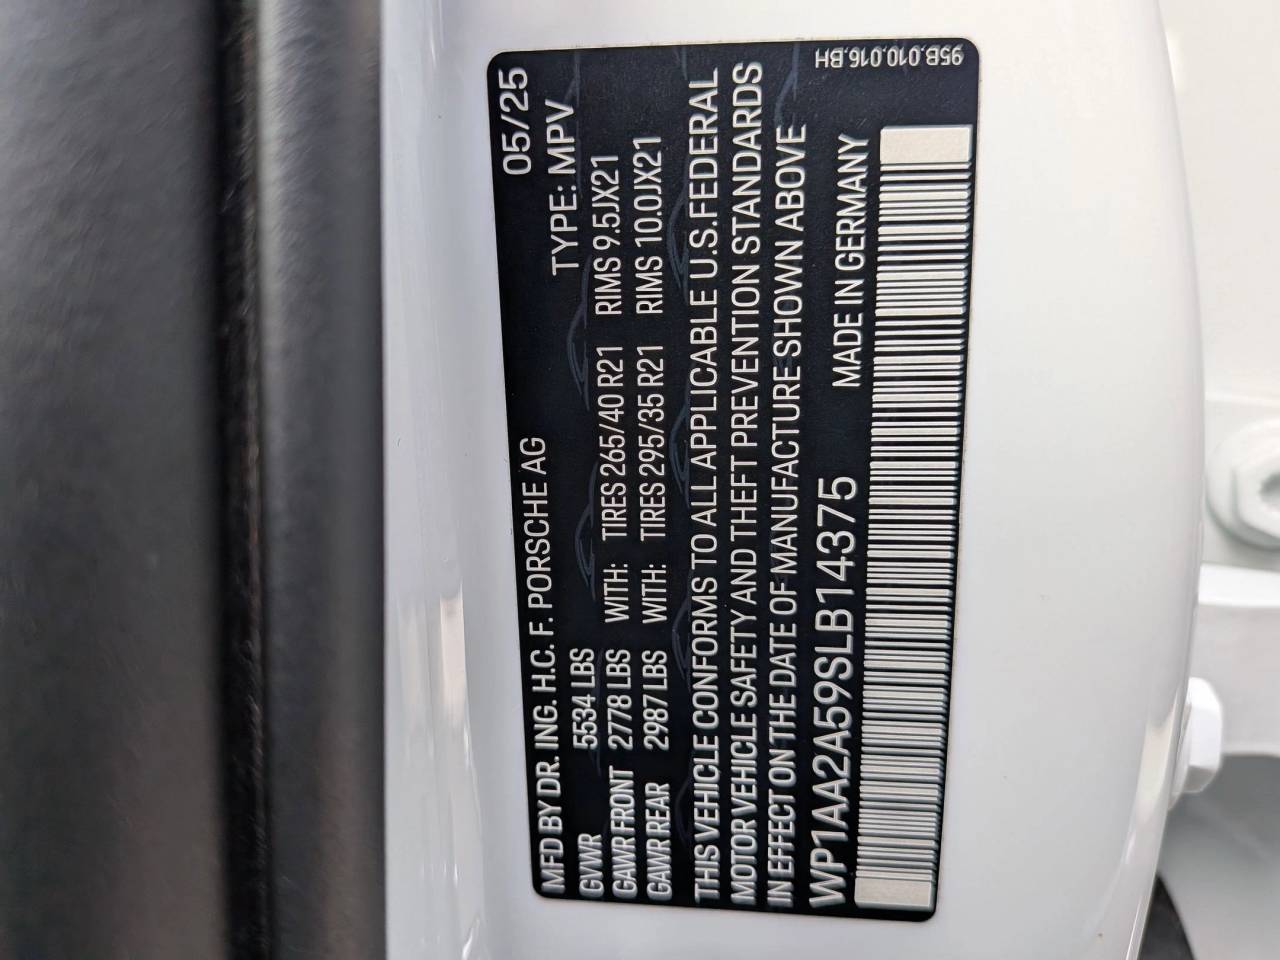 MFD BY DR. ING. H.C. F. PORSCHE AG 05/25
GVWR 5534 LBS TYPE: MPV
GAWR FRONT 2778 LBS WITH: TIRES 265/40 R21 RIMS 9.5JX21
GAWR REAR 2987 LBS WITH: TIRES 295/35 R21 RIMS 10.0JX21
THIS VEHICLE CONFORMS TO ALL APPLICABLE U.S.FEDERAL
MOTOR VEHICLE SAFETY AND THEFT PREVENTION STANDARDS
IN EFFECT ON THE DATE OF MANUFACTURE SHOWN ABOVE
WP1AA2A59SLB14375 MADE IN GERMANY
95B.010.016.BH